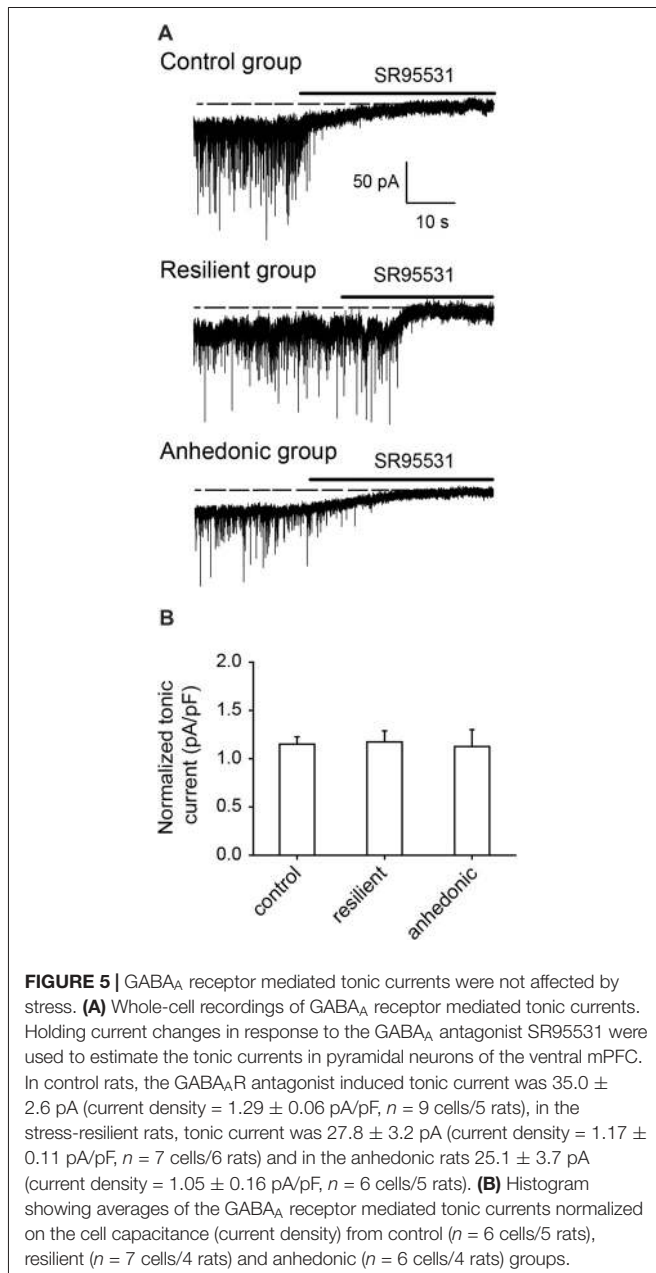 A
Control group
SR95531
50 pA
10 s
Resilient group
SR95531
Anhedonic group
SR95531
B
Normalized tonic
current (pA/pF)
2.0
1.5
1.0
0.5
0.0
control
resilient
anhedonic
FIGURE 5 | GABAA receptor mediated tonic currents were not affected by
stress. (A) Whole-cell recordings of GABAA receptor mediated tonic currents.
Holding current changes in response to the GABAA antagonist SR95531 were
used to estimate the tonic currents in pyramidal neurons of the ventral mPFC.
In control rats, the GABAAR antagonist induced tonic current was 35.0 ±
2.6 pA (current density = 1.29 ± 0.06 pA/pF, n = 9 cells/5 rats), in the
stress-resilient rats, tonic current was 27.8 ± 3.2 pA (current density = 1.17 ±
0.11 pA/pF, n = 7 cells/6 rats) and in the anhedonic rats 25.1 ± 3.7 pA
(current density = 1.05 ± 0.16 pA/pF, n = 6 cells/5 rats). (B) Histogram
showing averages of the GABAA receptor mediated tonic currents normalized
on the cell capacitance (current density) from control (n = 6 cells/5 rats),
resilient (n = 7 cells/4 rats) and anhedonic (n = 6 cells/4 rats) groups.